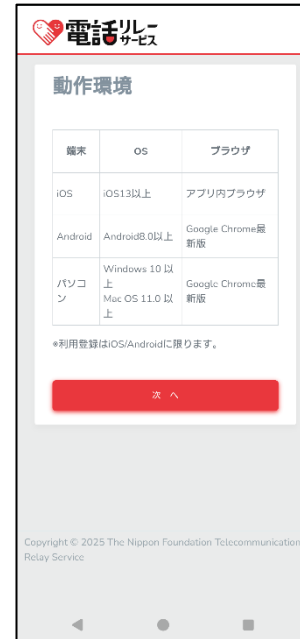 電話リレーサービス
動作環境
端末 OS ブラウザ
iOS iOS13以上 アプリ内ブラウザ
Android Android8.0以上 Google Chrome最
新版
パソコ
ン
Windows 10 以
上
Mac OS 11.0 以
上
Google Chrome最
新版
※利用登録はiOS/Androidに限ります。
次 へ
Copyright © 2025 The Nippon Foundation Telecommunication
Relay Service